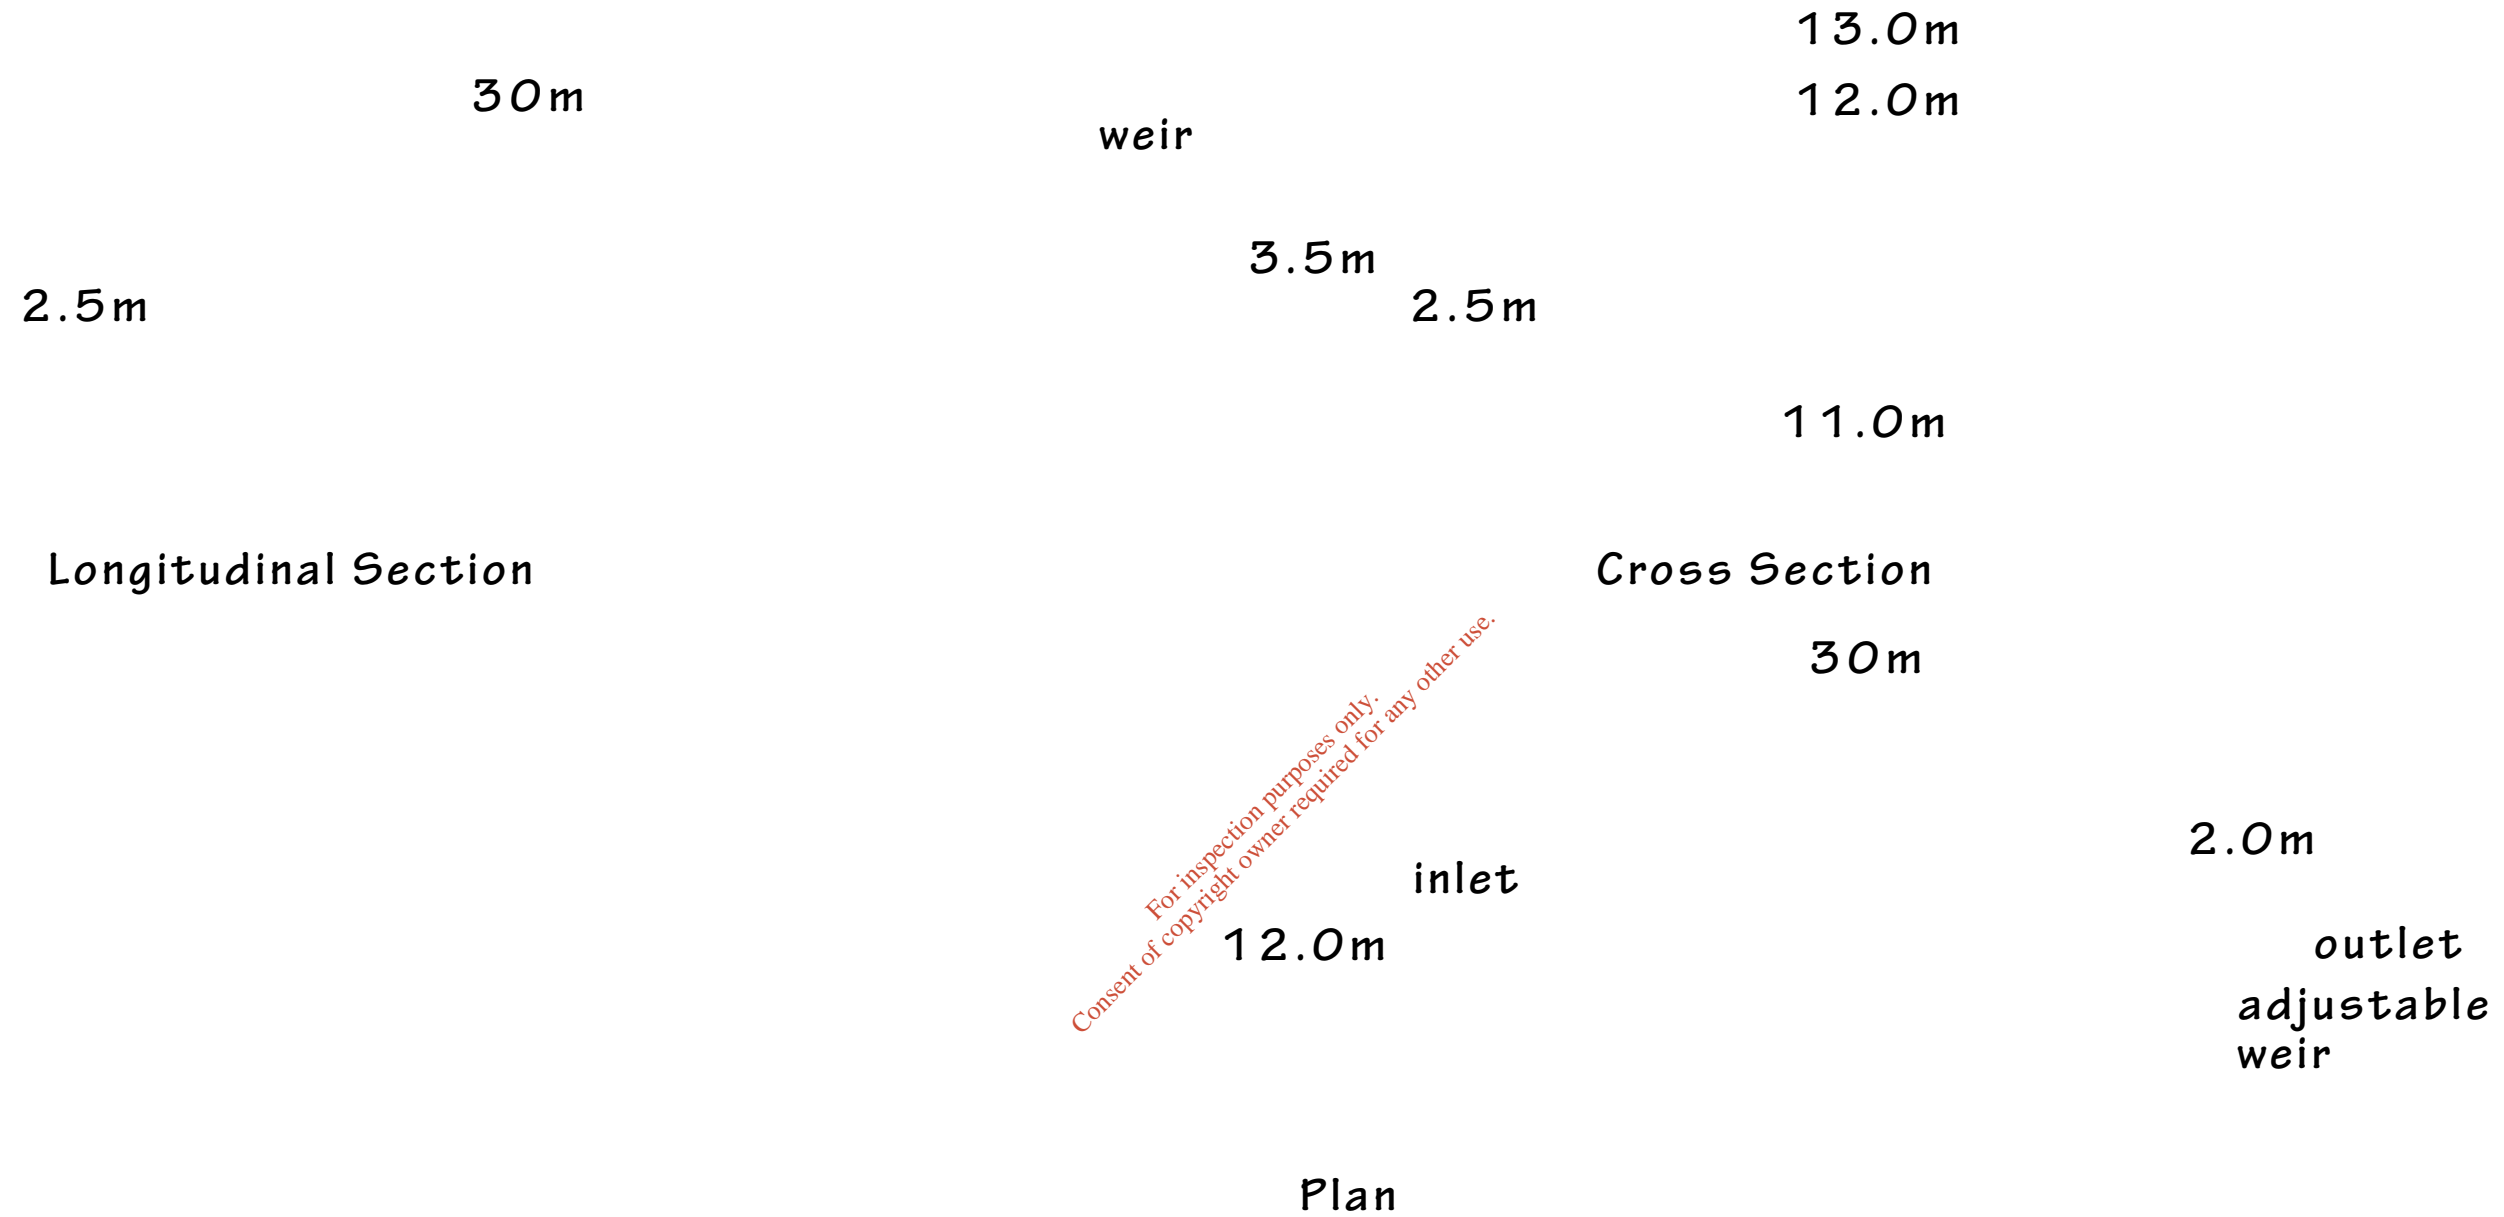 13.0m
30m
12.0m
weir
3.5m
2.5m
2.5m
11.0m
Longitudinal Section
Cross Section
30m
For inspection purposes only.
Consent of copyright owner required for any other use.
2.0m
inlet
12.0m
outlet
adjustable
weir
Plan